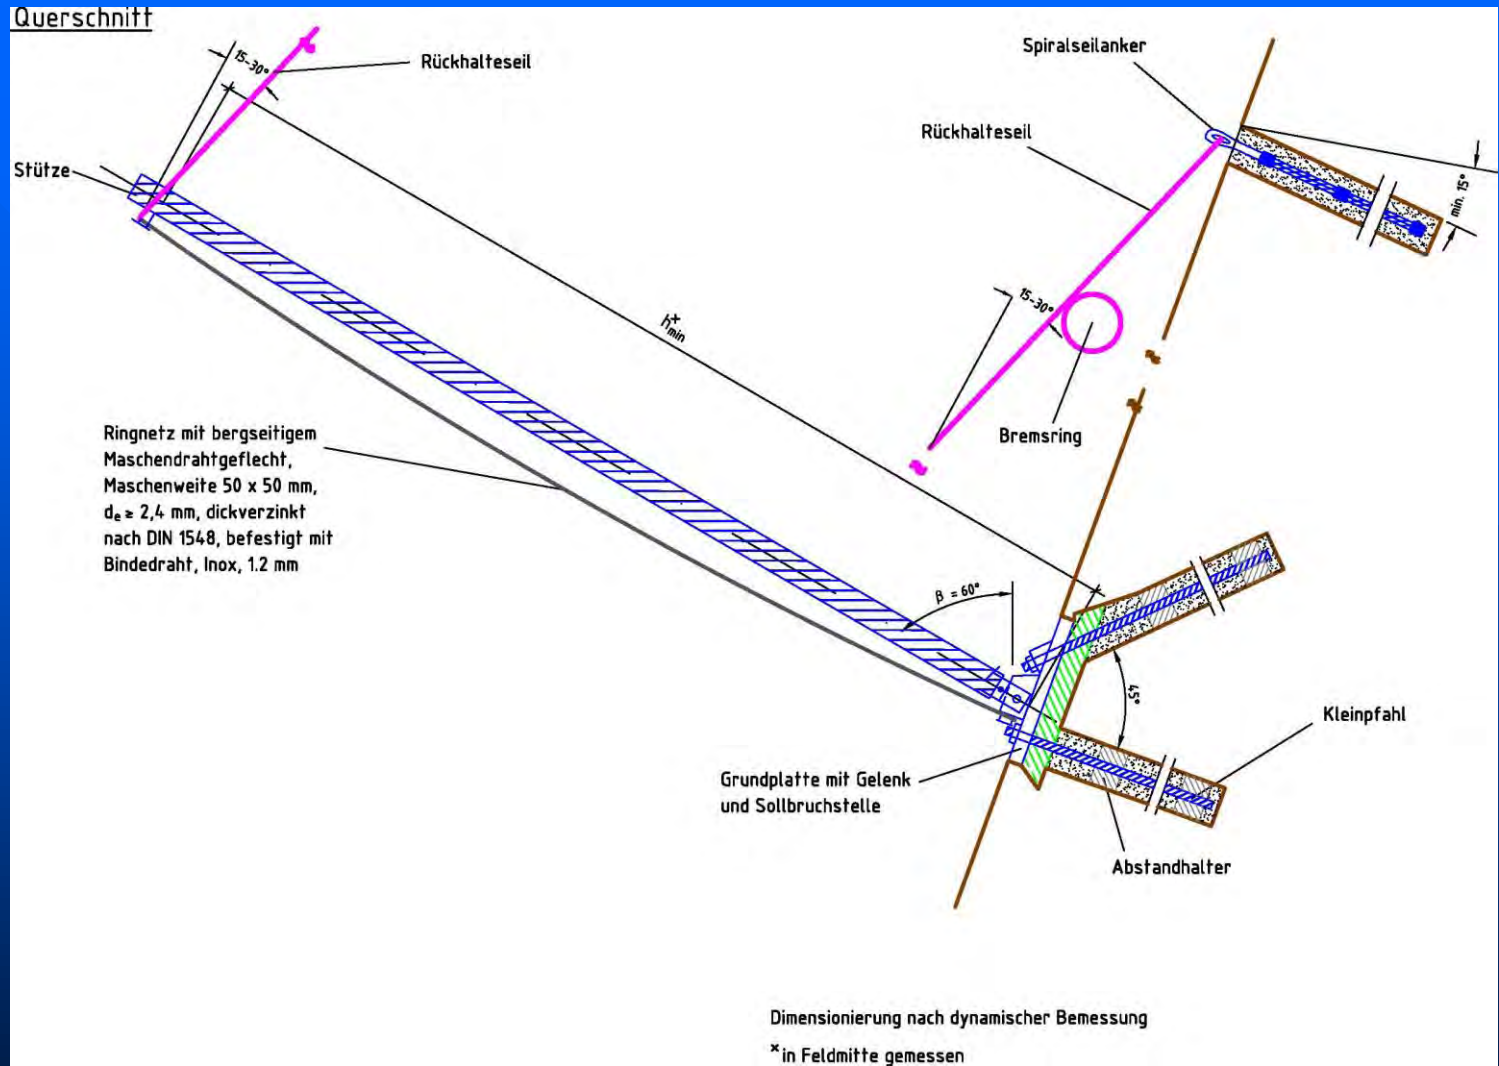 Querschnitt
15-30°
Rückhalteseil
Stütze
Spiralseilanker
Rückhalteseil
min. 15°
15-30°
Bremsring
h×min
Ringnetz mit bergseitigem
Maschendrahtgeflecht,
Maschenweite 50 x 50 mm,
de ≥ 2,4 mm, dickverzinkt
nach DIN 1548, befestigt mit
Bindedraht, Inox, 1.2 mm
β = 60°
45°
Kleinpfahl
Grundplatte mit Gelenk
und Sollbruchstelle
Abstandhalter
Dimensionierung nach dynamischer Bemessung
× in Feldmitte gemessen